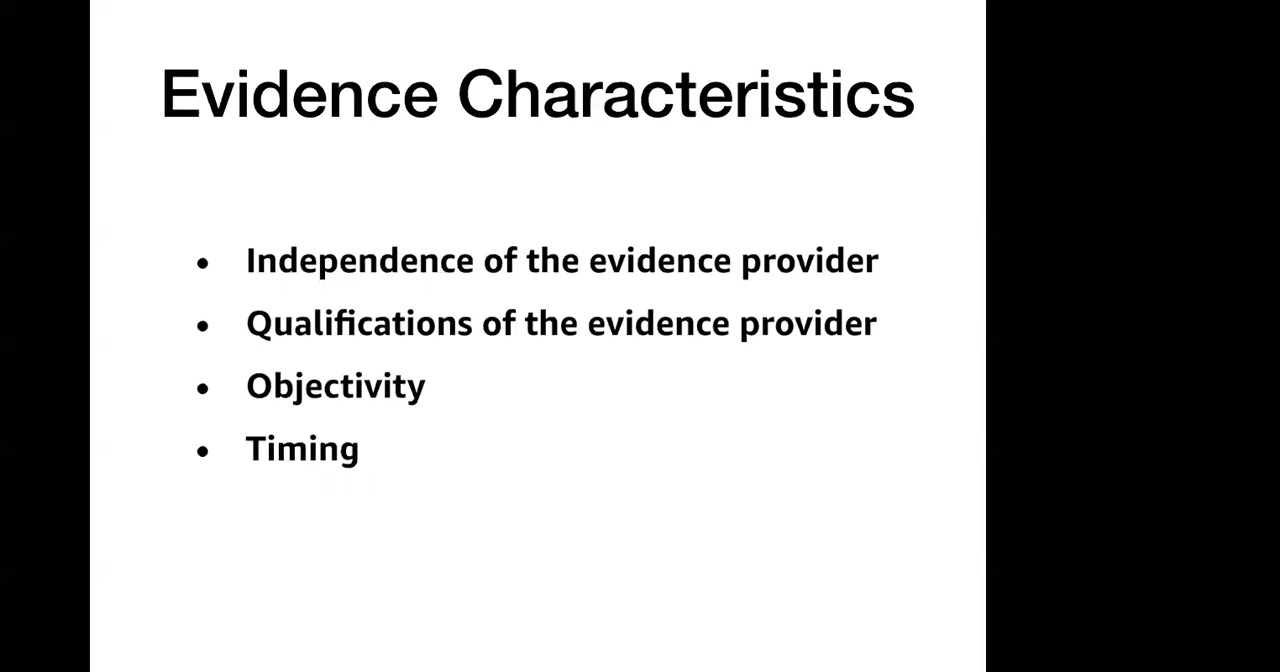 Evidence Characteristics
• Independence of the evidence provider
• Qualifications of the evidence provider
• Objectivity
• Timing